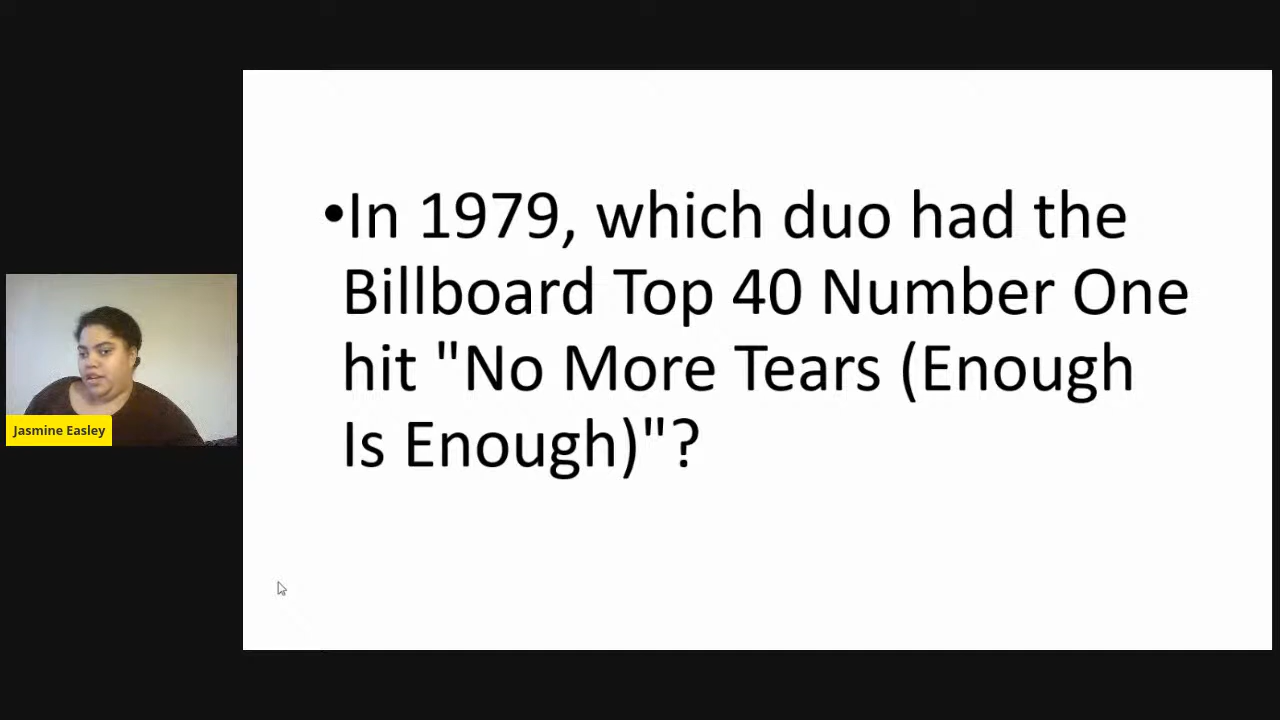 •In 1979, which duo had the
Billboard Top 40 Number One
hit "No More Tears (Enough
Is Enough)"?
Jasmine Easley